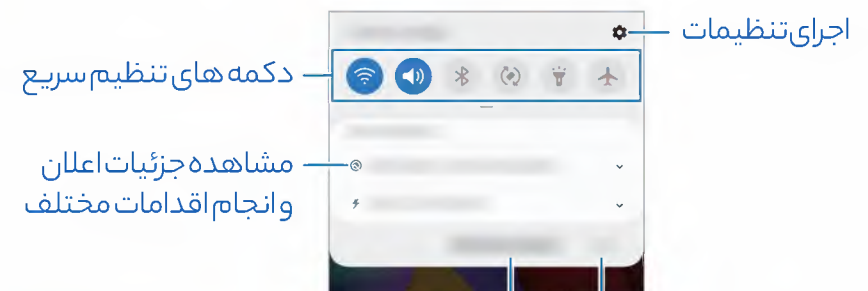 اجرای تنظیمات
دکمه های تنظیم سریع
مشاهده جزئیات اعلان
و انجام اقدامات مختلف